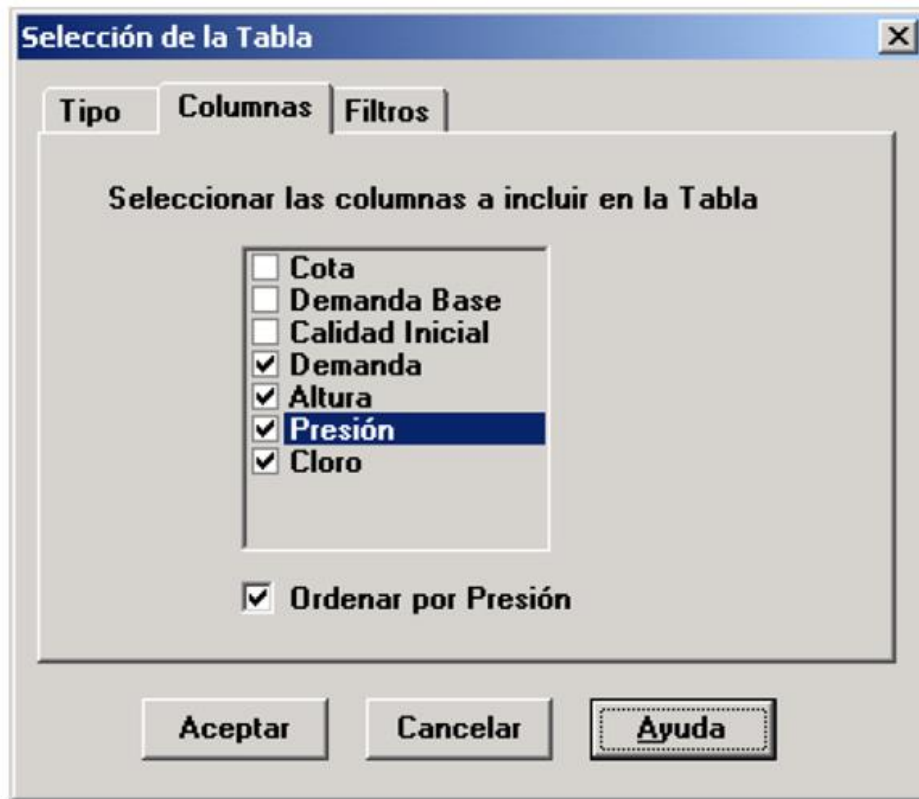 Selección de la Tabla
Tipo Columnas Filtros
Seleccionar las columnas a incluir en la Tabla
Cota
Demanda Base
Calidad Inicial
Demanda
Altura
Presión
Cloro
Ordenar por Presión
Aceptar Cancelar Ayuda